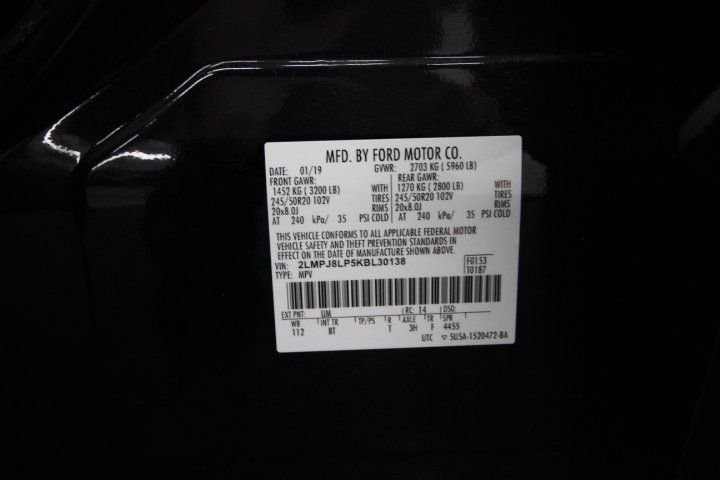 MFD. BY FORD MOTOR CO.
DATE: 01/19 GVWR: 2703 KG ( 5960 LB)
FRONT GAWR: REAR GAWR:
1452 KG ( 3200 LB) WITH 1270 KG ( 2800 LB) WITH
245/50R20 102V TIRES 245/50R20 102V TIRES
20x8.0J RIMS 20x8.0J RIMS
AT 240 kPa/ 35 PSI COLD AT 240 kPa/ 35 PSI COLD
THIS VEHICLE CONFORMS TO ALL APPLICABLE FEDERAL MOTOR
VEHICLE SAFETY AND THEFT PREVENTION STANDARDS IN
EFFECT ON THE DATE OF MANUFACTURE SHOWN ABOVE.
VIN: 2LMPJ8LP5KBL30138 F0153
TYPE: MPV T0187
EXT PNT: UM RC: 14 DSO:
WB INT TR TP/PS R AXLE TR SPR
112 BT T 3H F 4455
UTC ▽ 5U5A-1520472-BA